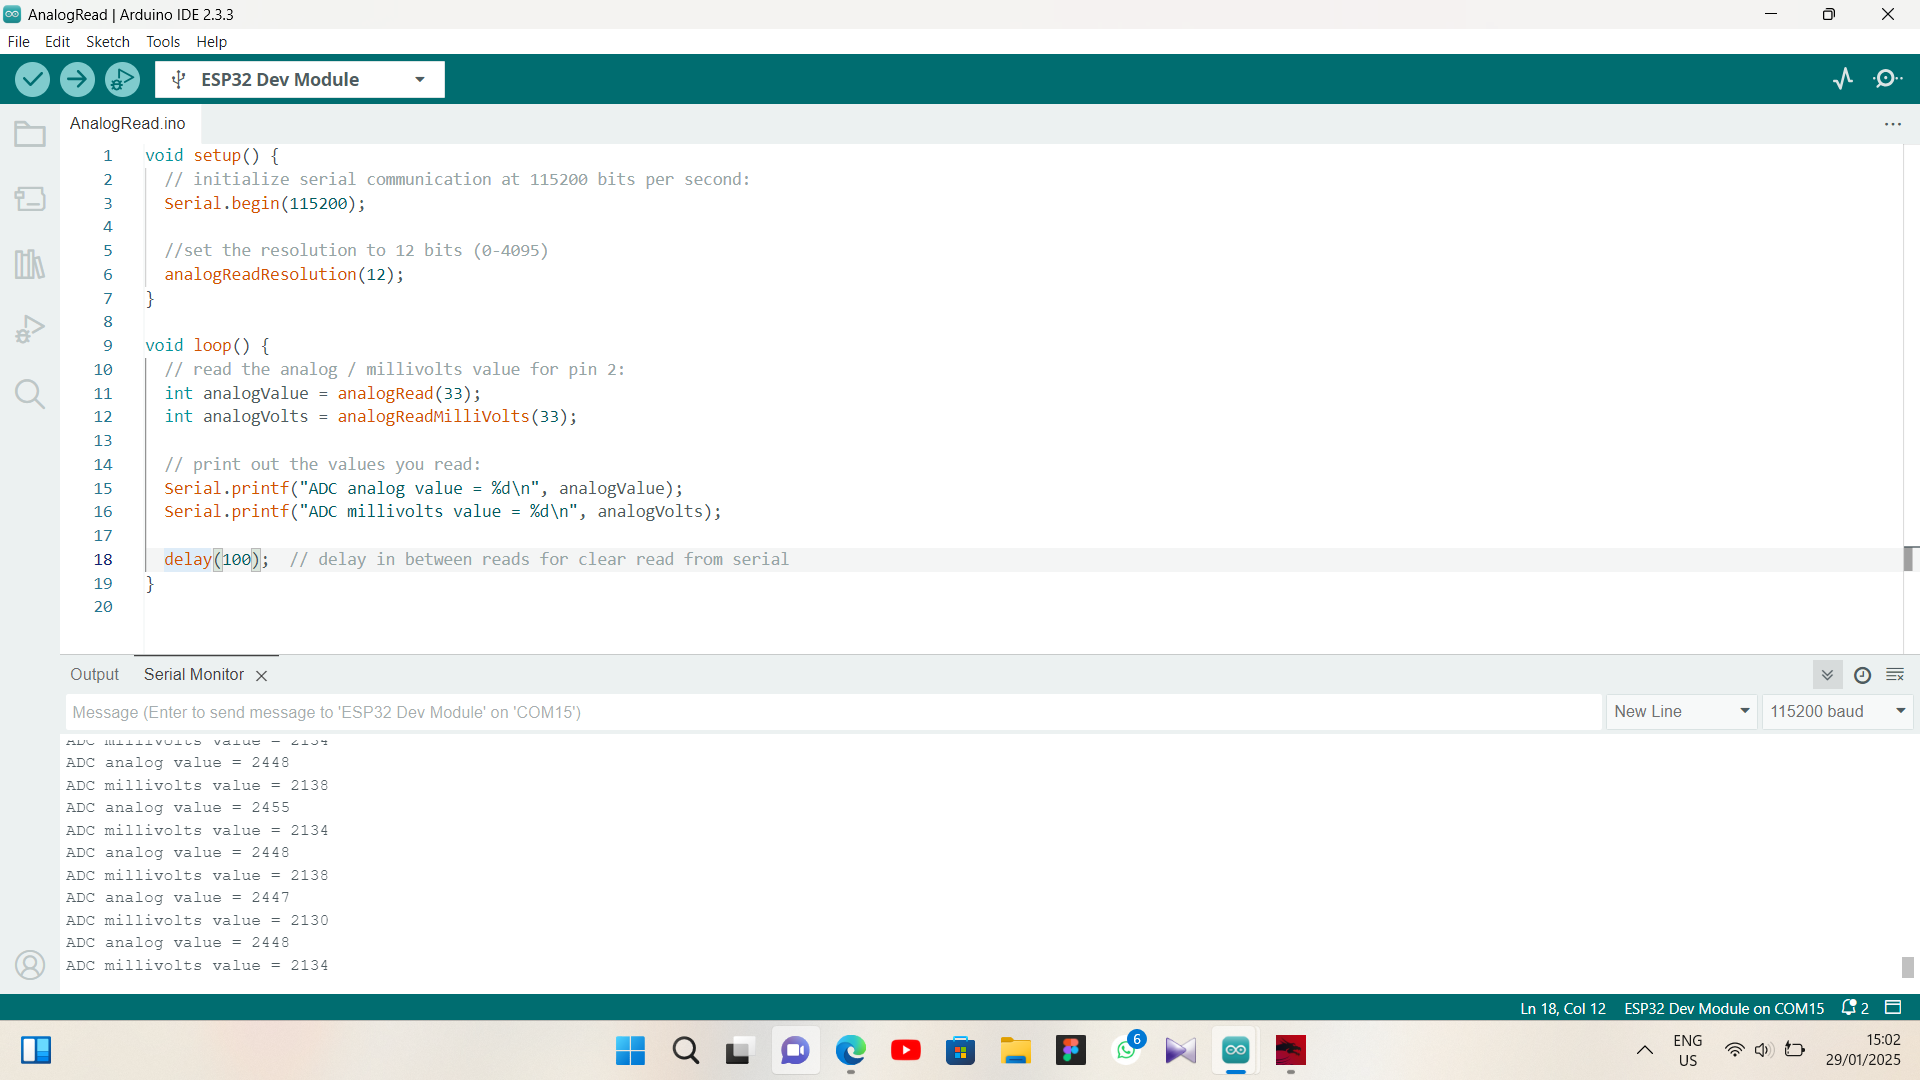 AnalogRead | Arduino IDE 2.3.3
File Edit Sketch Tools Help
ESP32 Dev Module
AnalogRead.ino
1 void setup() {
2 // initialize serial communication at 115200 bits per second:
3 Serial.begin(115200);
4
5 //set the resolution to 12 bits (0-4095)
6 analogReadResolution(12);
7 }
8
9 void loop() {
10 // read the analog / millivolts value for pin 2:
11 int analogValue = analogRead(33);
12 int analogVolts = analogReadMilliVolts(33);
13
14 // print out the values you read:
15 Serial.printf("ADC analog value = %d\n", analogValue);
16 Serial.printf("ADC millivolts value = %d\n", analogVolts);
17
18 delay(100); // delay in between reads for clear read from serial
19 }
20
Output Serial Monitor
Message (Enter to send message to 'ESP32 Dev Module' on 'COM15') New Line 115200 baud
ADC millivolts value = 2134
ADC analog value = 2448
ADC millivolts value = 2138
ADC analog value = 2455
ADC millivolts value = 2134
ADC analog value = 2448
ADC millivolts value = 2138
ADC analog value = 2447
ADC millivolts value = 2130
ADC analog value = 2448
ADC millivolts value = 2134
Ln 18, Col 12 ESP32 Dev Module on COM15 2
6
ENG
US
15:02
29/01/2025